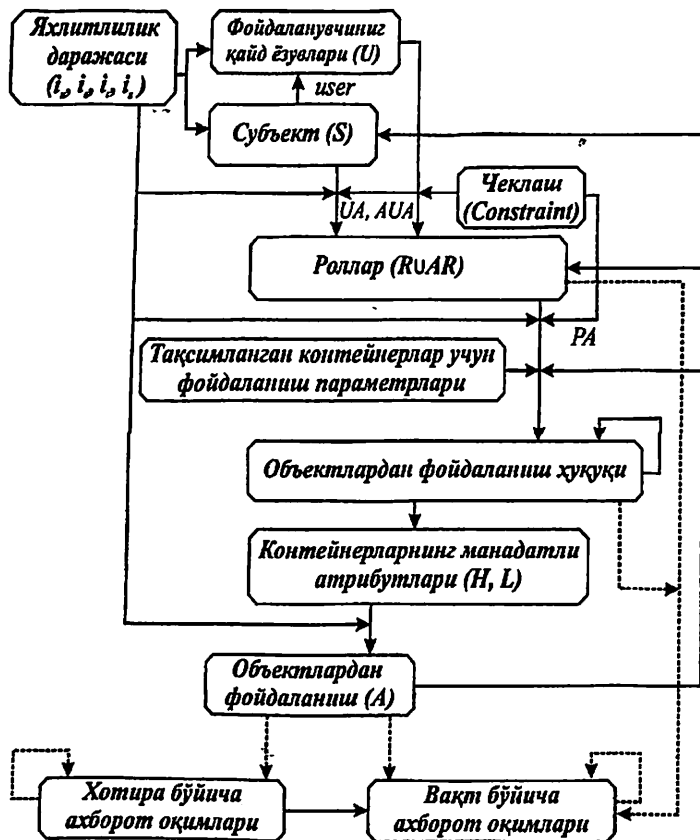 Яхлитлилик
даражаси
Фойдаланувчининг
қайд ёзувлари (U)
user
Субъект (S)
Чеклаш
(Constraint)
UA, AUA
Роллар (R∪AR)
PA
Тақсимланган контейнерлар учун
фойдаланиш параметрлари
Объектлардан фойдаланиш ҳуқуқи
Контейнерларнинг манадатли
атрибутлари (H, L)
Объектлардан
фойдаланиш (A)
Хотира бўйича
ахборот оқимлари
Вақт бўйича
ахборот оқимлари